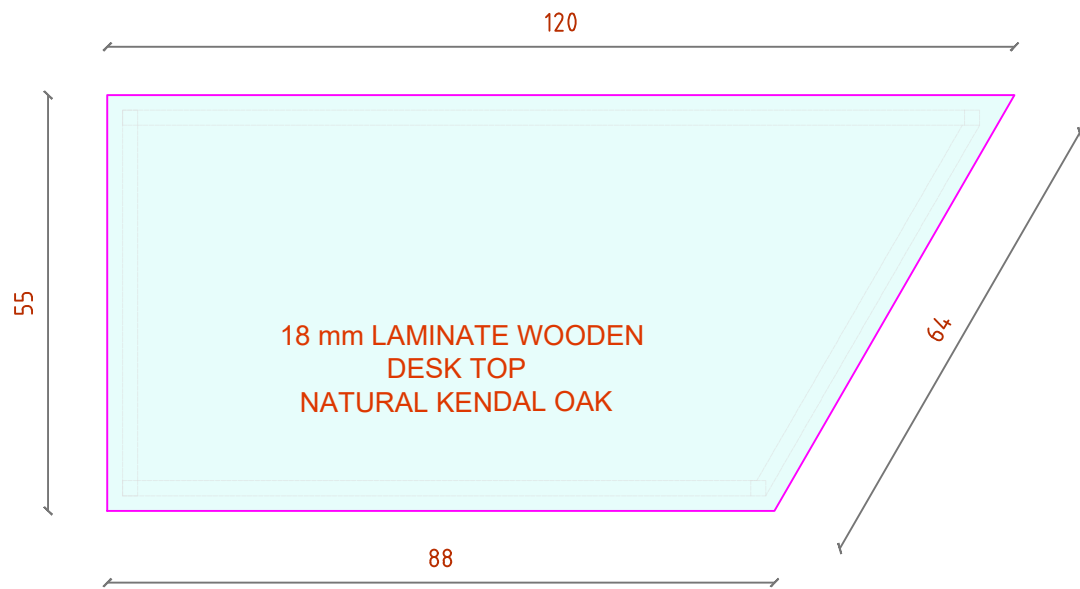 120
55
18 mm LAMINATE WOODEN
DESK TOP
NATURAL KENDAL OAK
64
88